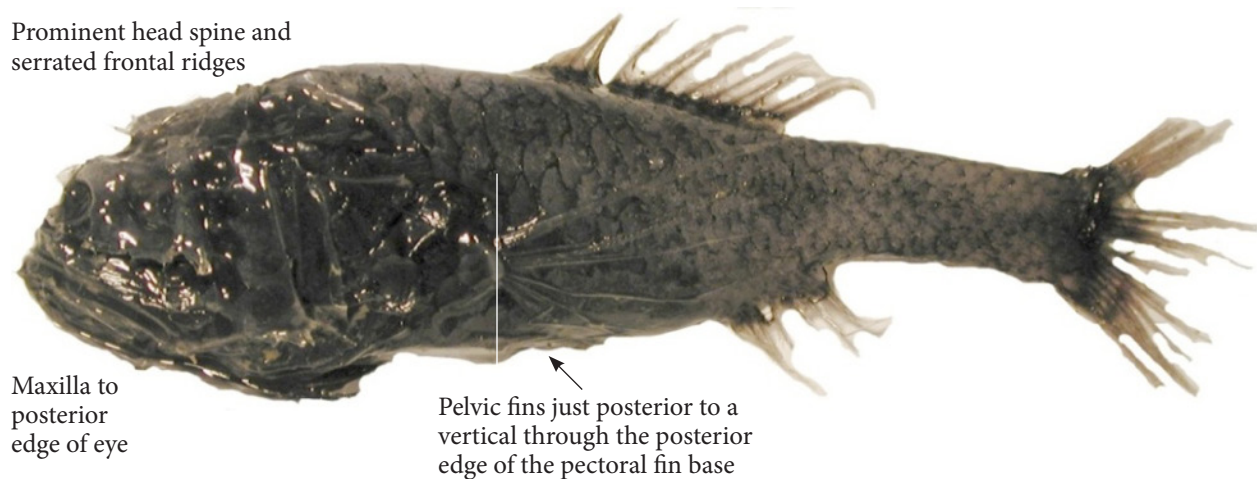 Prominent head spine and
serrated frontal ridges
Maxilla to
posterior
edge of eye
Pelvic fins just posterior to a
vertical through the posterior
edge of the pectoral fin base